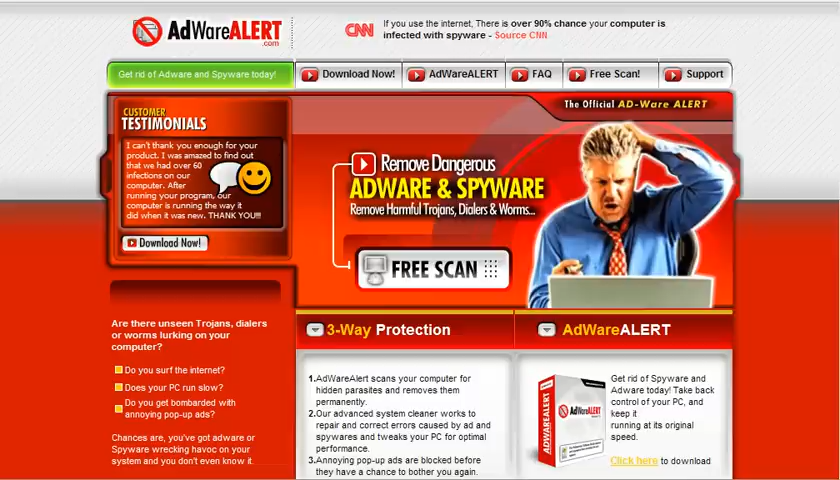 AdWareALERT
.com
CNN
If you use the internet, There is over 90% chance your computer is
infected with spyware - Source CNN
Get rid of Adware and Spyware today!
Download Now!
AdWareALERT
FAQ
Free Scan!
Support
CUSTOMER
TESTIMONIALS
I can't thank you enough for your
product. I was amazed to find out
that we had over 60
infections on our
computer. After
running your program, our
computer is running the way it
did when it was new. THANK YOU!!!
Download Now!
The Official AD-Ware ALERT
Remove Dangerous
ADWARE & SPYWARE
Remove Harmful Trojans, Dialers & Worms...
FREE SCAN
Are there unseen Trojans, dialers
or worms lurking on your
computer?
Do you surf the internet?
Does your PC run slow?
Do you get bombarded with
annoying pop-up ads?
Chances are, you've got adware or
Spyware wrecking havoc on your
system and you don't even know it.
3-Way Protection
1.AdWareAlert scans your computer for
hidden parasites and removes them
permanently.
2.Our advanced system cleaner works to
repair and correct errors caused by ad and
spywares and tweaks your PC for optimal
performance.
3.Annoying pop-up ads are blocked before
they have a chance to bother you again.
AdWareALERT
ADWAREALERT
AdWareALERT
Get rid of Spyware and
Adware today! Take back
control of your PC, and
keep it
running at its original
speed.
Click here to download